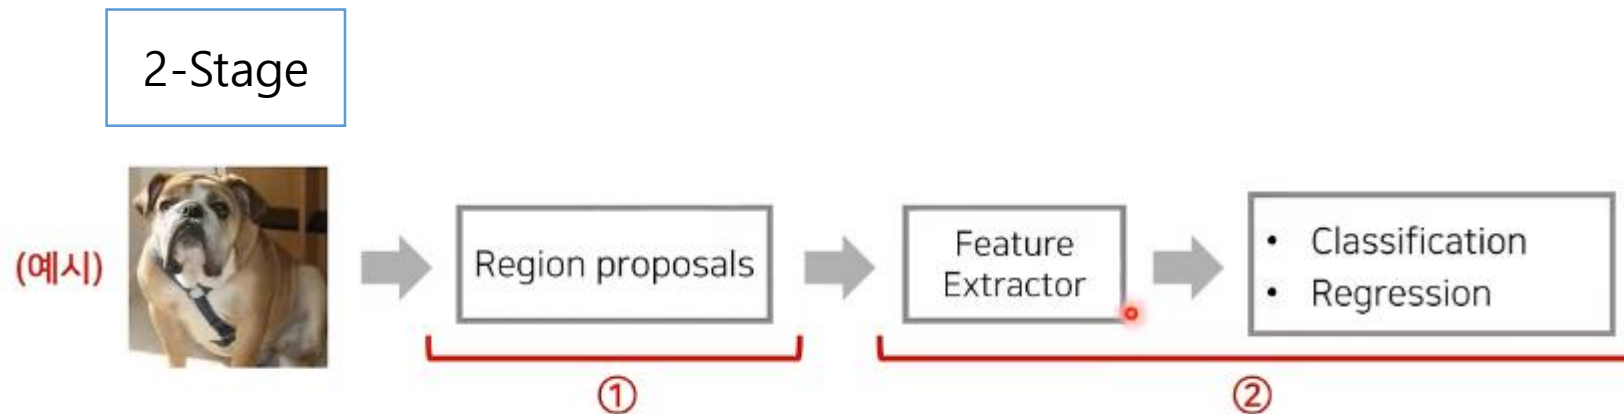 2-Stage
(예시)
Region proposals
Feature
Extractor
• Classification
• Regression
①
②